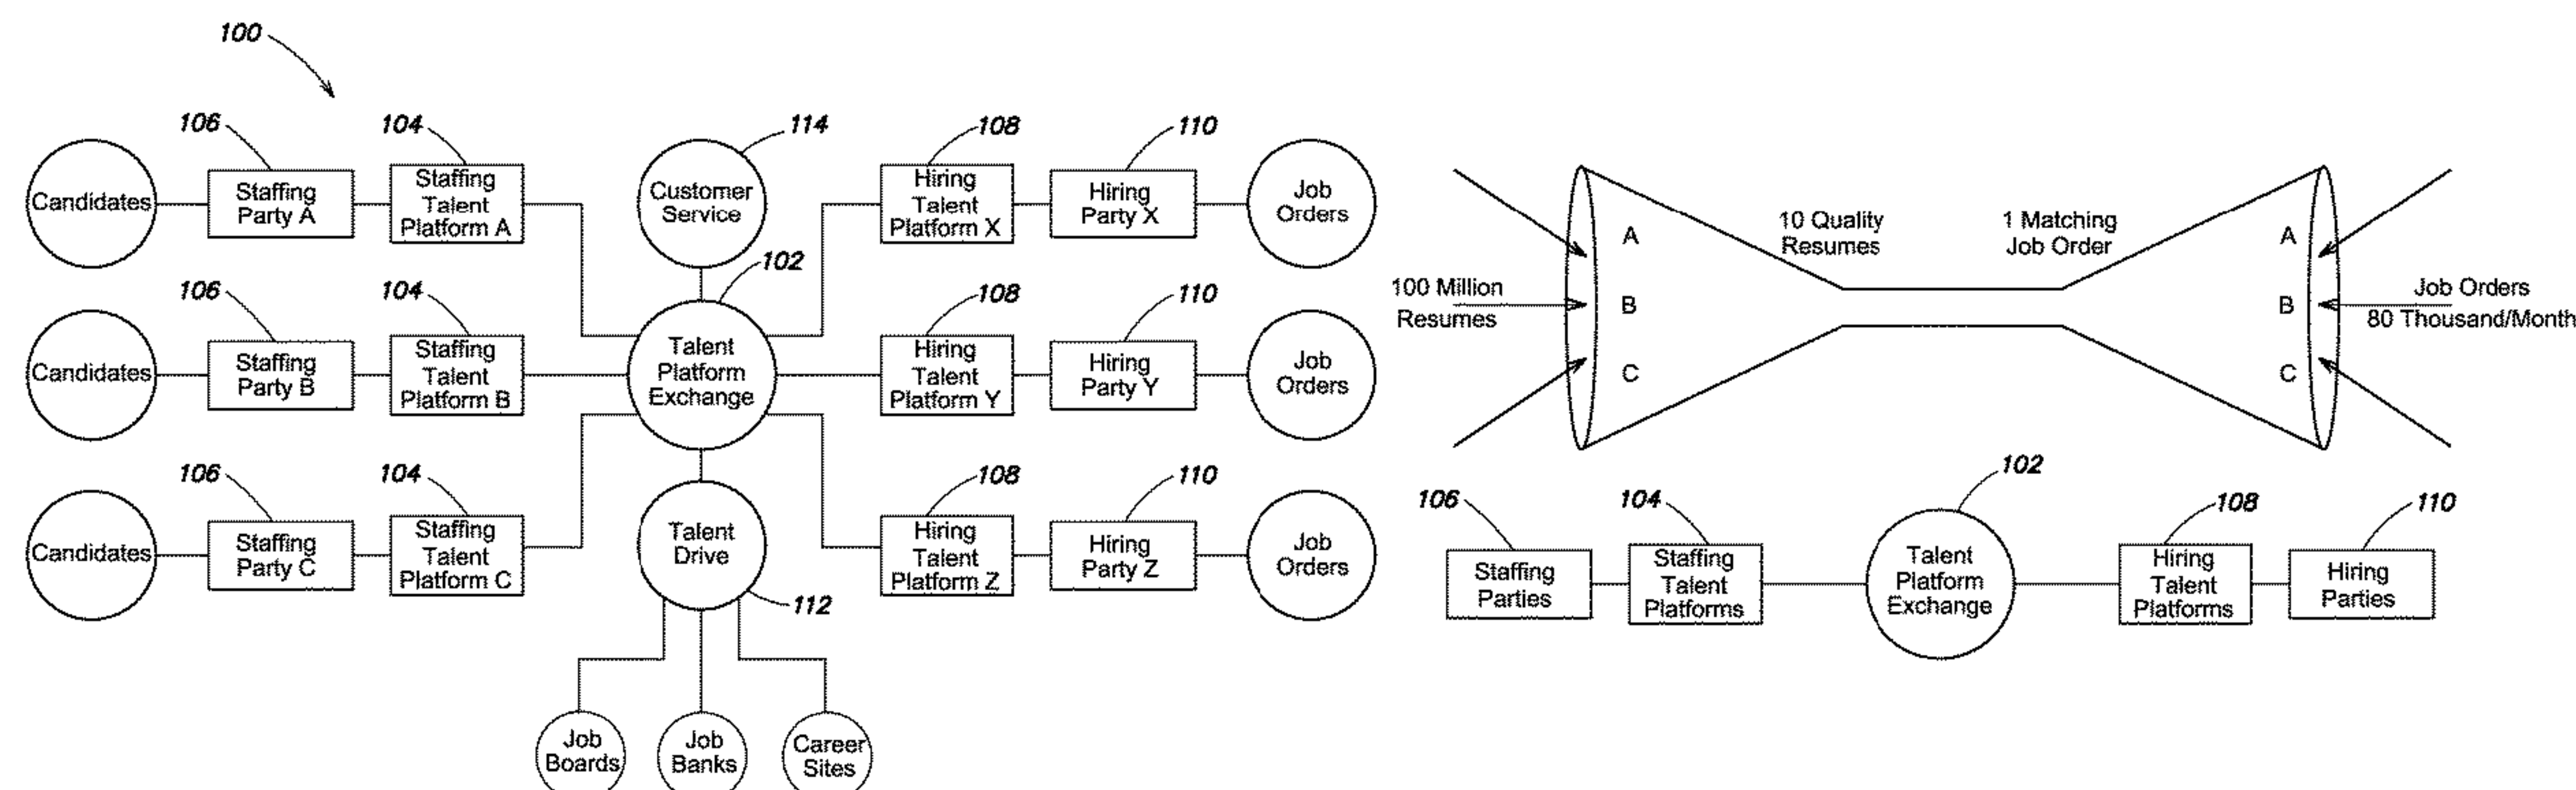 100
106
104
114
108
110
Candidates
Staffing
Party A
Staffing
Talent
Platform A
Customer
Service
Hiring
Talent
Platform X
Hiring
Party X
Job
Orders
102
106
104
108
110
Candidates
Staffing
Party B
Staffing
Talent
Platform B
Talent
Platform
Exchange
Hiring
Talent
Platform Y
Hiring
Party Y
Job
Orders
106
104
108
110
Candidates
Staffing
Party C
Staffing
Talent
Platform C
Talent
Drive
Hiring
Talent
Platform Z
Hiring
Party Z
Job
Orders
112
Job
Boards
Job
Banks
Career
Sites
100 Million
Resumes
A
B
C
10 Quality
Resumes
1 Matching
Job Order
A
B
C
Job Orders
80 Thousand/Month
106
104
102
108
110
Staffing
Parties
Staffing
Talent
Platforms
Talent
Platform
Exchange
Hiring
Talent
Platforms
Hiring
Parties